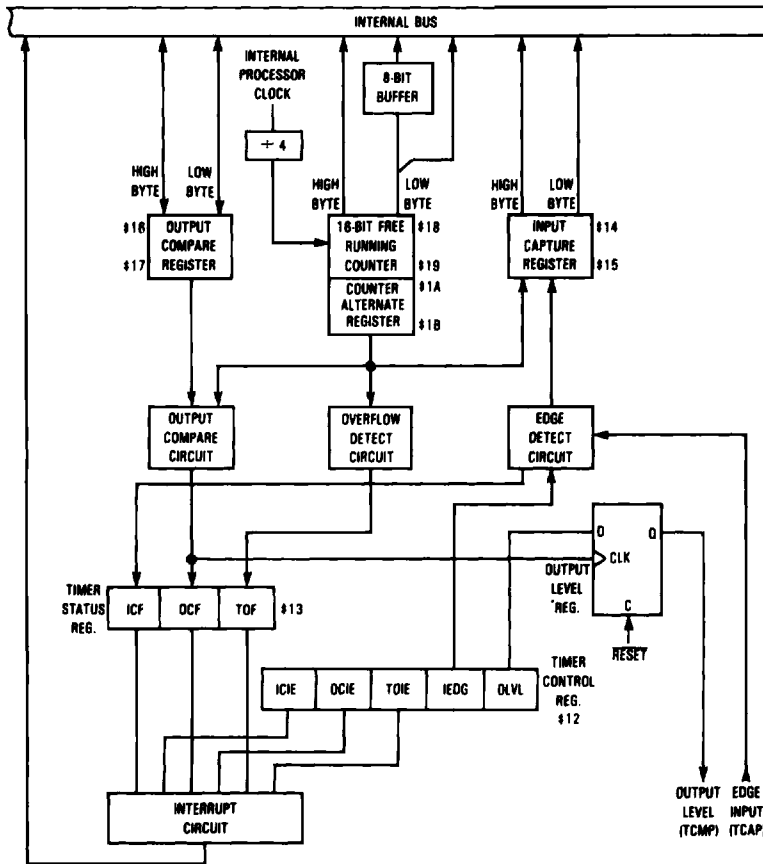 INTERNAL BUS
INTERNAL
PROCESSOR
CLOCK
8-BIT
BUFFER
÷ 4
HIGH
BYTE
LOW
BYTE
HIGH
BYTE
LOW
BYTE
HIGH
BYTE
LOW
BYTE
$16
$17
OUTPUT
COMPARE
REGISTER
16-BIT FREE
RUNNING
COUNTER
$18
$19
COUNTER
ALTERNATE
REGISTER
$1A
$1B
INPUT
CAPTURE
REGISTER
$14
$15
OUTPUT
COMPARE
CIRCUIT
OVERFLOW
DETECT
CIRCUIT
EDGE
DETECT
CIRCUIT
D
Q
CLK
C
OUTPUT
LEVEL
REG.
RESET
TIMER
STATUS
REG.
ICF
OCF
TOF
$13
ICIE
OCIE
TOIE
IEDG
OLVL
TIMER
CONTROL
REG.
$12
INTERRUPT
CIRCUIT
OUTPUT
LEVEL
(TCMP)
EDGE
INPUT
(TCAP)